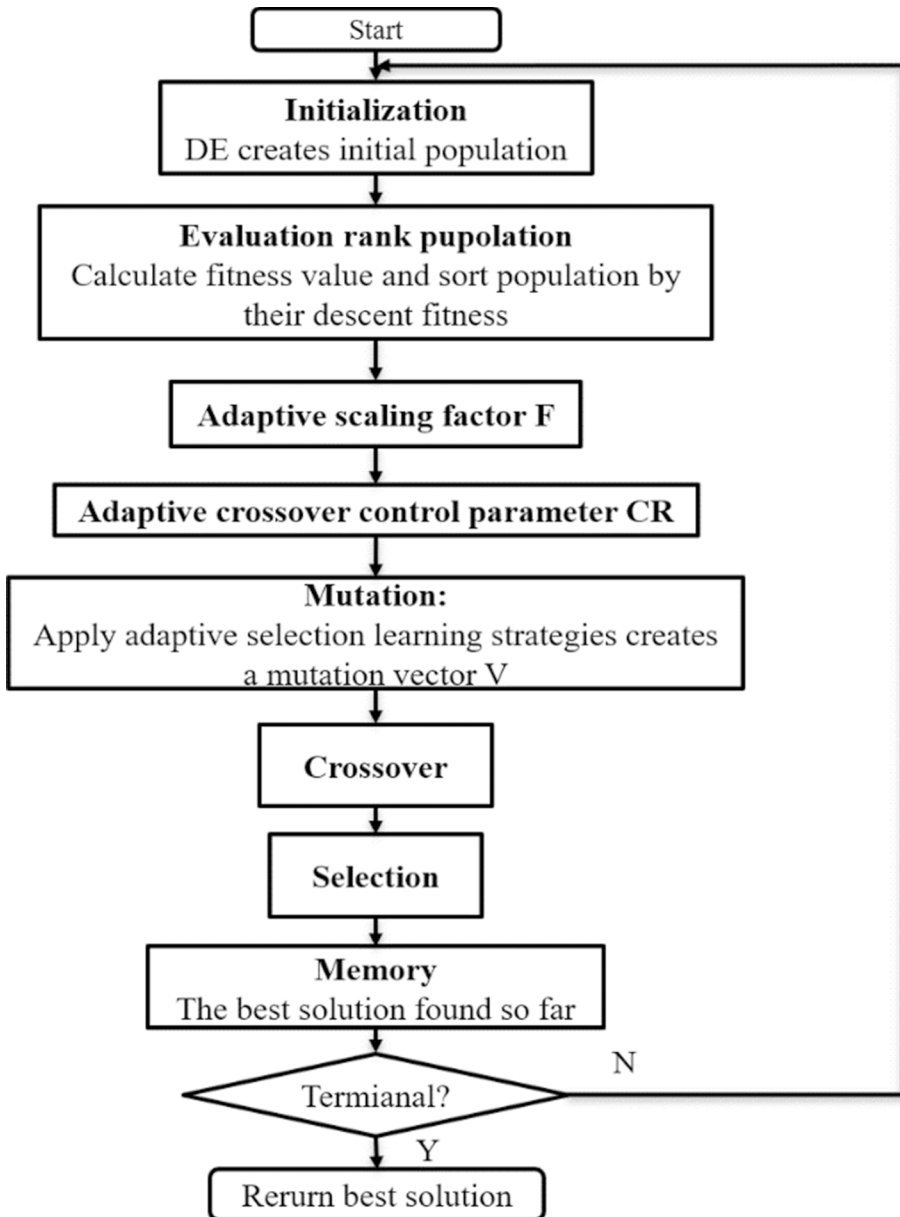 Start
Initialization
DE creates initial population
Evaluation rank pupolation
Calculate fitness value and sort population by
their descent fitness
Adaptive scaling factor F
Adaptive crossover control parameter CR
Mutation:
Apply adaptive selection learning strategies creates
a mutation vector V
Crossover
Selection
Memory
The best solution found so far
N
Termianal?
Y
Rerurn best solution